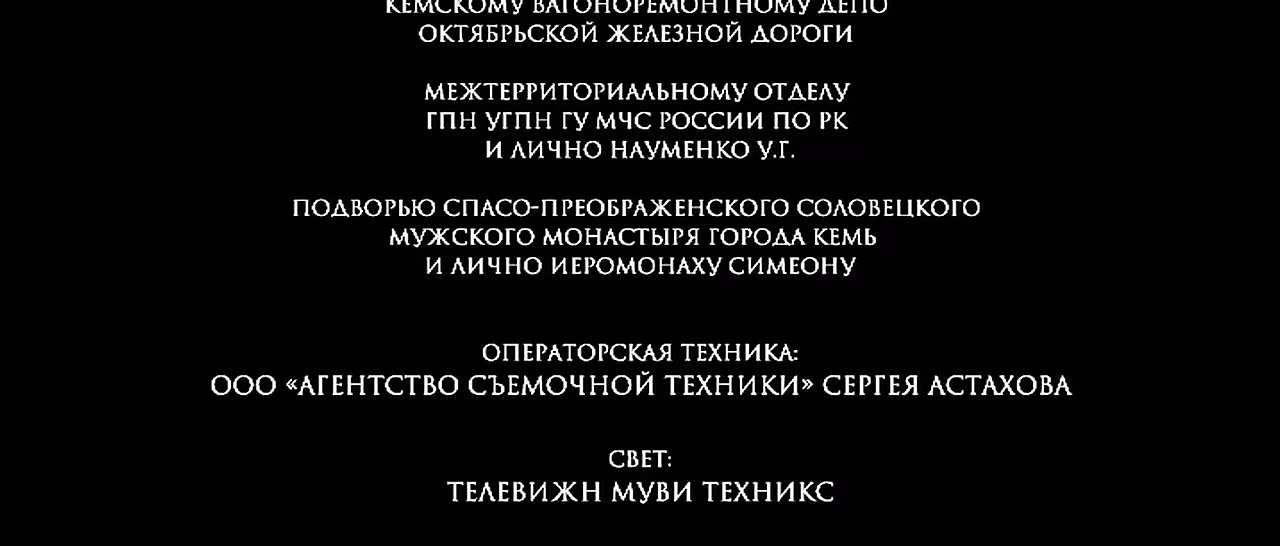 КЕМСКОМУ ВАГОНОРЕМОНТНОМУ ДЕПО
ОКТЯБРЬСКОЙ ЖЕЛЕЗНОЙ ДОРОГИ
МЕЖТЕРРИТОРИАЛЬНОМУ ОТДЕЛУ
ГПН УГПН ГУ МЧС РОССИИ ПО РК
И ЛИЧНО НАУМЕНКО У.Г.
ПОДВОРЬЮ СПАСО-ПРЕОБРАЖЕНСКОГО СОЛОВЕЦКОГО
МУЖСКОГО МОНАСТЫРЯ ГОРОДА КЕМЬ
И ЛИЧНО ИЕРОМОНАХУ СИМЕОНУ
ОПЕРАТОРСКАЯ ТЕХНИКА:
ООО «АГЕНТСТВО СЪЕМОЧНОЙ ТЕХНИКИ» СЕРГЕЯ АСТАХОВА
СВЕТ:
ТЕЛЕВИЖН МУВИ ТЕХНИКС